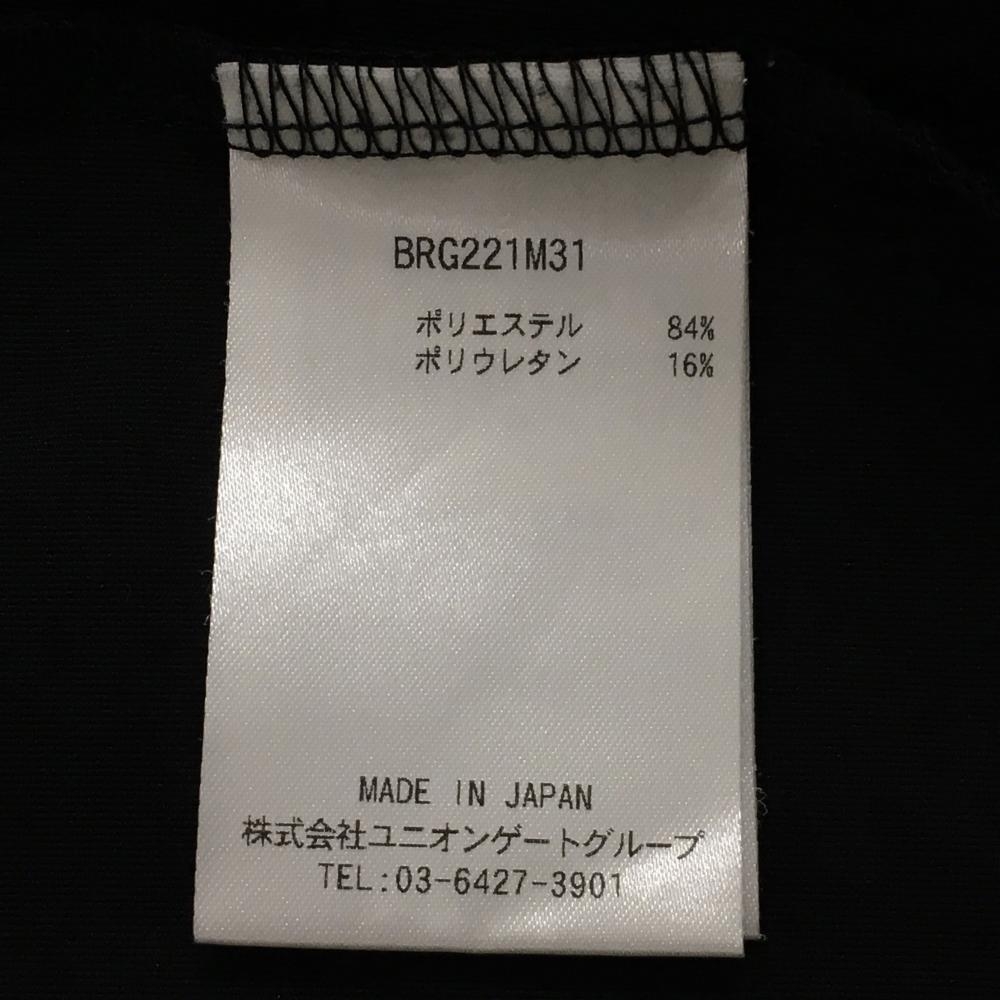 BRG221M31
ポリエステル 84%
ポリウレタン 16%
MADE IN JAPAN
株式会社ユニオンゲートグループ
TEL:03-6427-3901